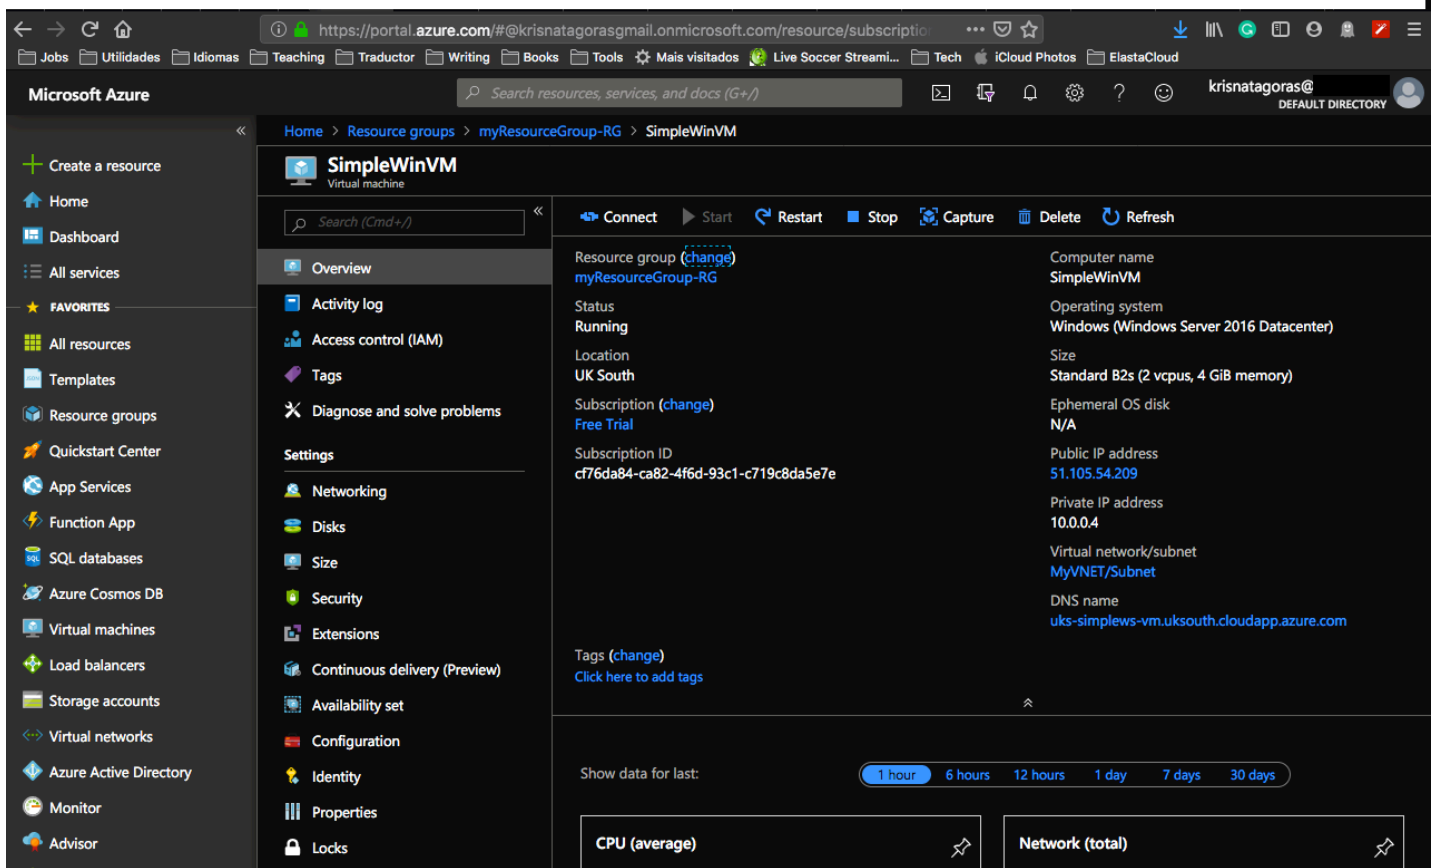 https://portal.azure.com/#@krisnatagorasgmail.onmicrosoft.com/resource/subscription
Jobs Utilidades Idiomas Teaching Traductor Writing Books Tools Mais visitados Live Soccer Streami... Tech iCloud Photos ElastaCloud
Microsoft Azure
Search resources, services, and docs (G+/)
krisnatagoras@
DEFAULT DIRECTORY
Create a resource
Home
Dashboard
All services
FAVORITES
All resources
Templates
Resource groups
Quickstart Center
App Services
Function App
SQL databases
Azure Cosmos DB
Virtual machines
Load balancers
Storage accounts
Virtual networks
Azure Active Directory
Monitor
Advisor
Home > Resource groups > myResourceGroup-RG > SimpleWinVM
SimpleWinVM
Virtual machine
Search (Cmd+/)
Overview
Activity log
Access control (IAM)
Tags
Diagnose and solve problems
Settings
Networking
Disks
Size
Security
Extensions
Continuous delivery (Preview)
Availability set
Configuration
Identity
Properties
Locks
Connect Start Restart Stop Capture Delete Refresh
Resource group (change)
myResourceGroup-RG
Status
Running
Location
UK South
Subscription (change)
Free Trial
Subscription ID
cf76da84-ca82-4f6d-93c1-c719c8da5e7e
Computer name
SimpleWinVM
Operating system
Windows (Windows Server 2016 Datacenter)
Size
Standard B2s (2 vcpus, 4 GiB memory)
Ephemeral OS disk
N/A
Public IP address
51.105.54.209
Private IP address
10.0.0.4
Virtual network/subnet
MyVNET/Subnet
DNS name
uks-simplews-vm.uksouth.cloudapp.azure.com
Tags (change)
Click here to add tags
Show data for last:
1 hour 6 hours 12 hours 1 day 7 days 30 days
CPU (average)
Network (total)